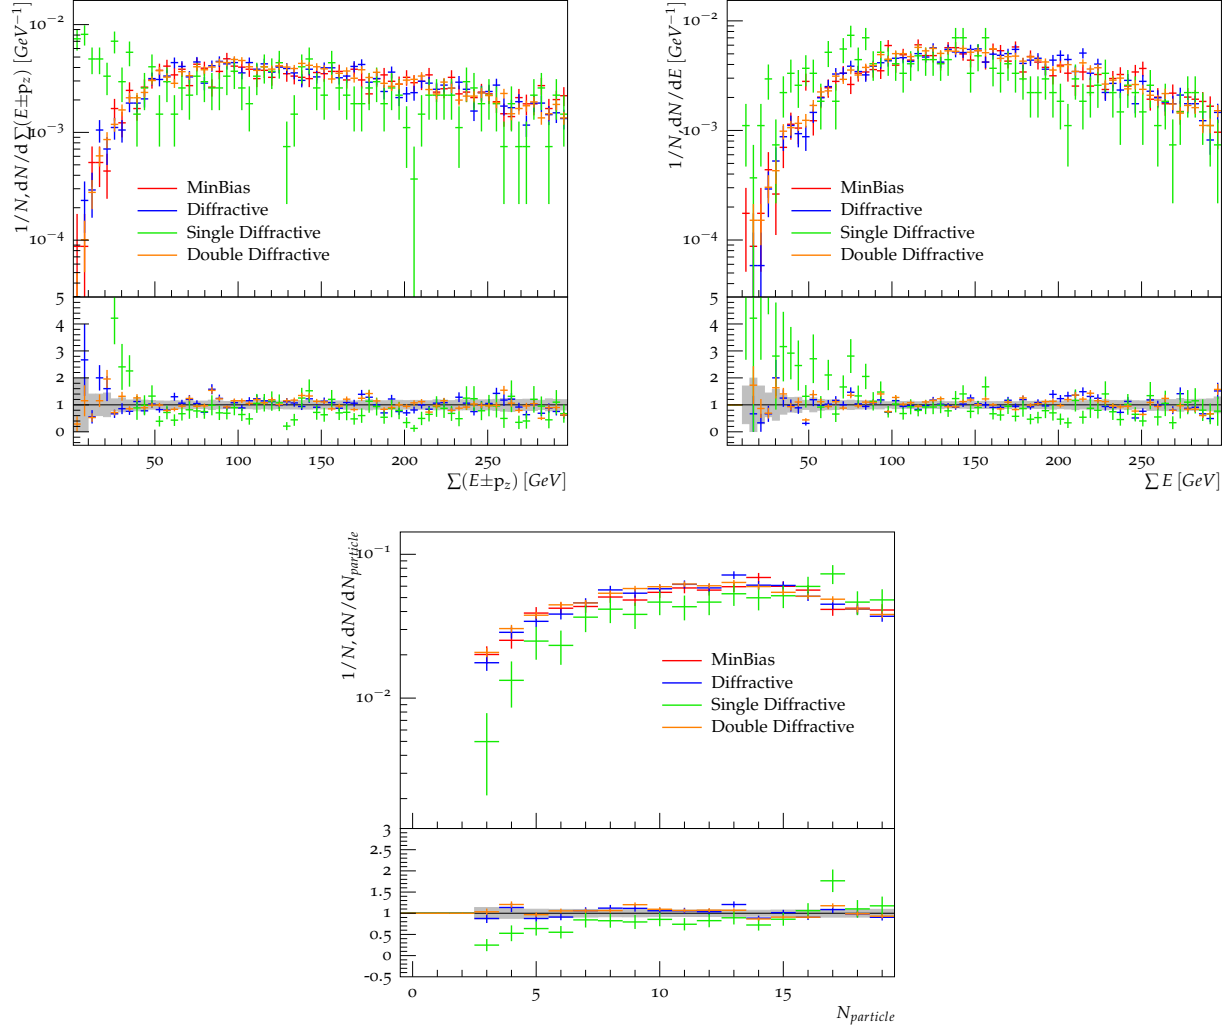 10⁻²
10⁻³
10⁻⁴
1/N, dN/d ∑(E±p_z) [GeV⁻¹]
MinBias
Diffractive
Single Diffractive
Double Diffractive
5
4
3
2
1
0
50 100 150 200 250
∑(E±p_z) [GeV]
10⁻²
10⁻³
10⁻⁴
1/N, dN/dE [GeV⁻¹]
MinBias
Diffractive
Single Diffractive
Double Diffractive
5
4
3
2
1
0
50 100 150 200 250
∑ E [GeV]
10⁻¹
10⁻²
1/N, dN/dN_particle
MinBias
Diffractive
Single Diffractive
Double Diffractive
3
2.5
2
1.5
1
0.5
0
-0.5
0 5 10 15
N_particle